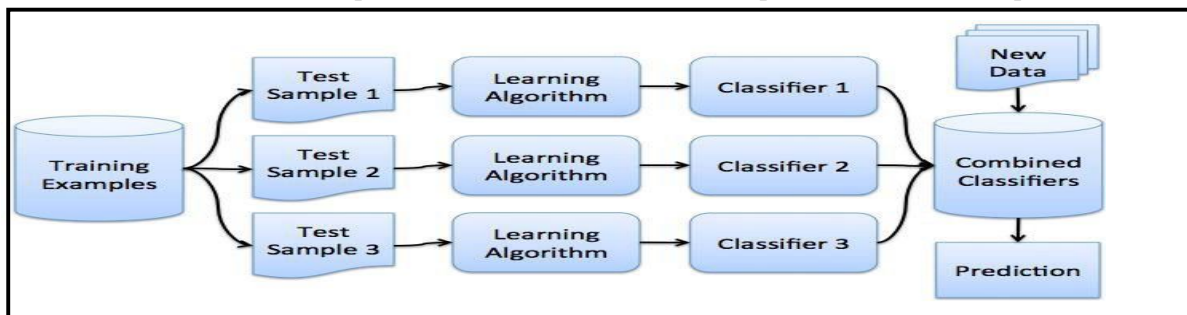 Training
Examples
Test
Sample 1
Learning
Algorithm
Classifier 1
Test
Sample 2
Learning
Algorithm
Classifier 2
Test
Sample 3
Learning
Algorithm
Classifier 3
New
Data
Combined
Classifiers
Prediction